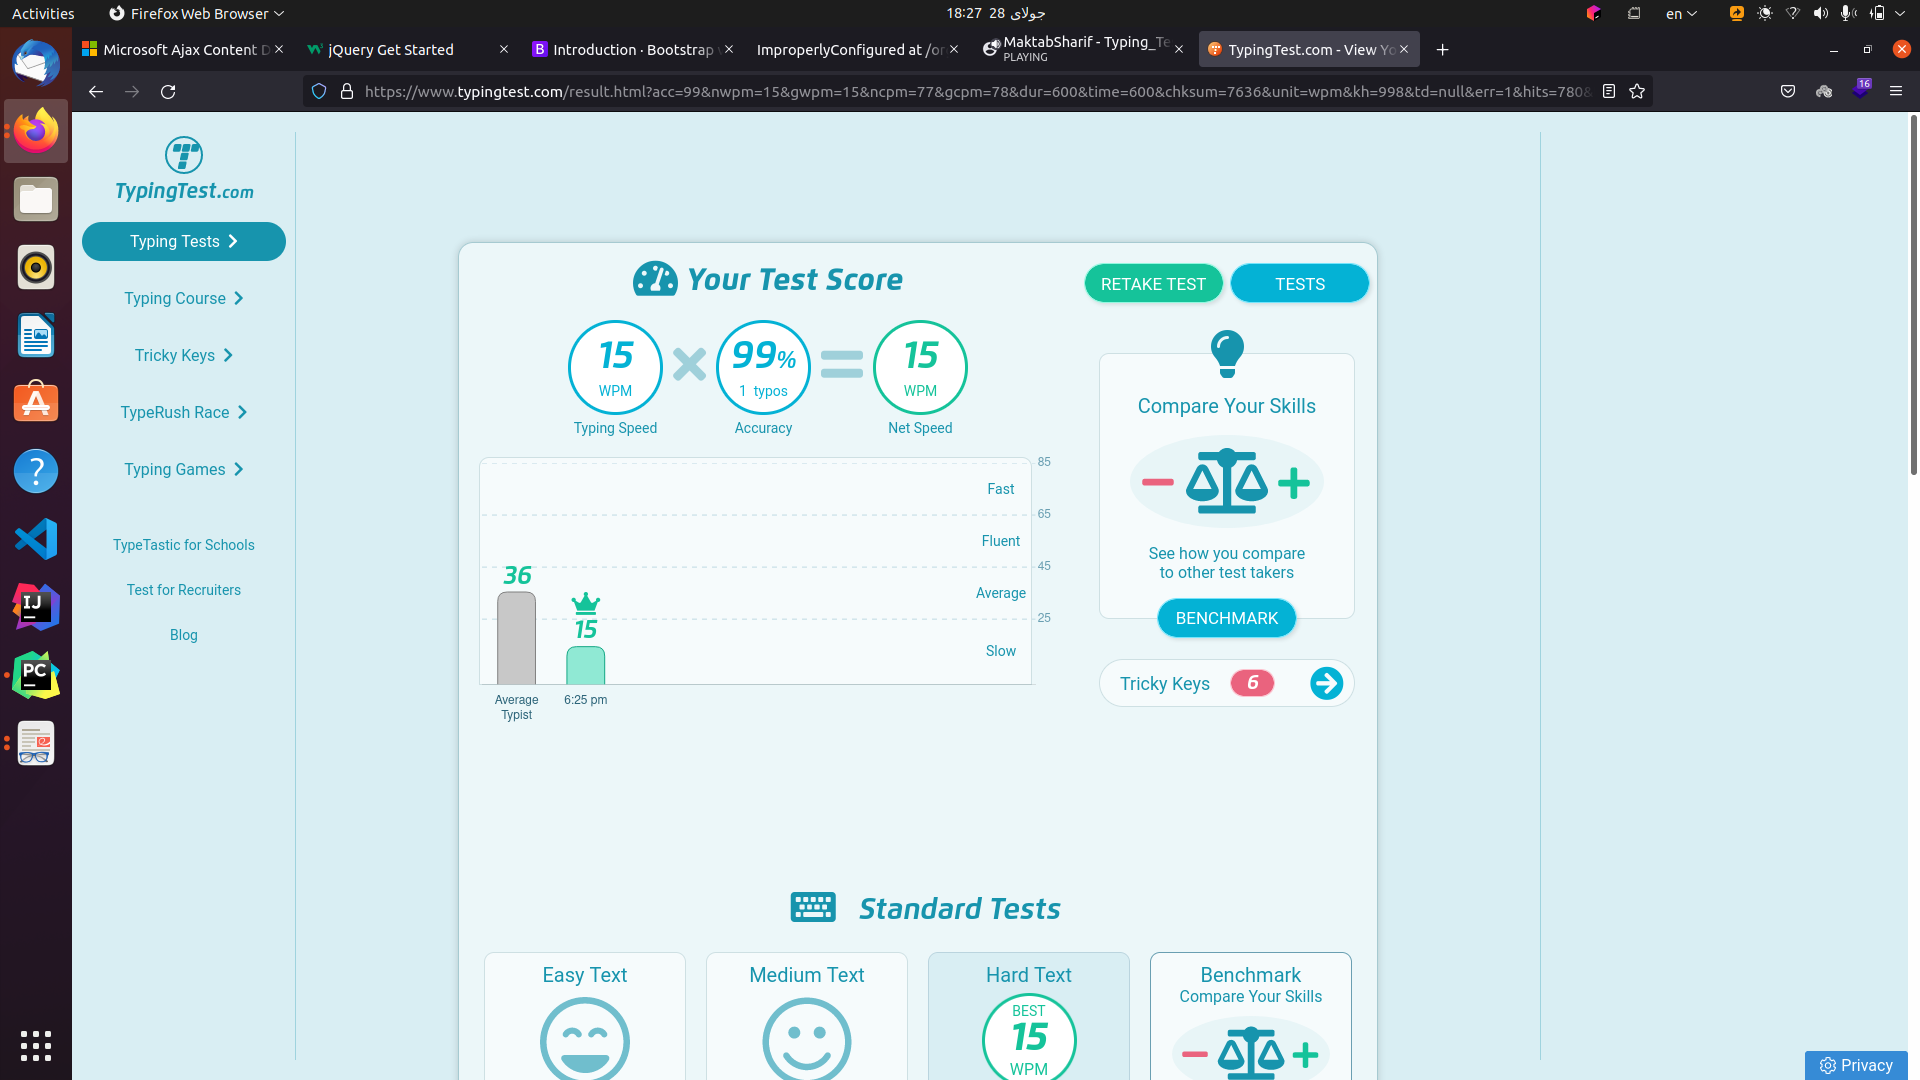 Activities
Firefox Web Browser
18:27 28 جولای
en
Microsoft Ajax Content D
jQuery Get Started
Introduction · Bootstrap v
ImproperlyConfigured at /or
MaktabSharif - Typing_Te
PLAYING
TypingTest.com - View Yo
https://www.typingtest.com/result.html?acc=99&nwpm=15&gwpm=15&ncpm=77&gcpm=78&dur=600&time=600&chksum=7636&unit=wpm&kh=998&td=null&err=1&hits=780&
16
TypingTest.com
Typing Tests
Typing Course
Tricky Keys
TypeRush Race
Typing Games
TypeTastic for Schools
Test for Recruiters
Blog
Your Test Score
RETAKE TEST
TESTS
15
WPM
Typing Speed
99%
1 typos
Accuracy
15
WPM
Net Speed
85
Fast
65
Fluent
45
Average
25
Slow
36
15
Average
Typist
6:25 pm
Compare Your Skills
See how you compare
to other test takers
BENCHMARK
Tricky Keys
6
Standard Tests
Easy Text
Medium Text
Hard Text
BEST
15
WPM
Benchmark
Compare Your Skills
Privacy
IJ
PC